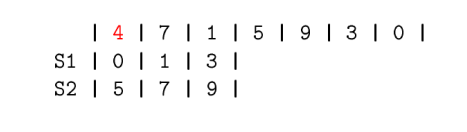 | 4 | 7 | 1 | 5 | 9 | 3 | 0 |
S1 | 0 | 1 | 3 |
S2 | 5 | 7 | 9 |